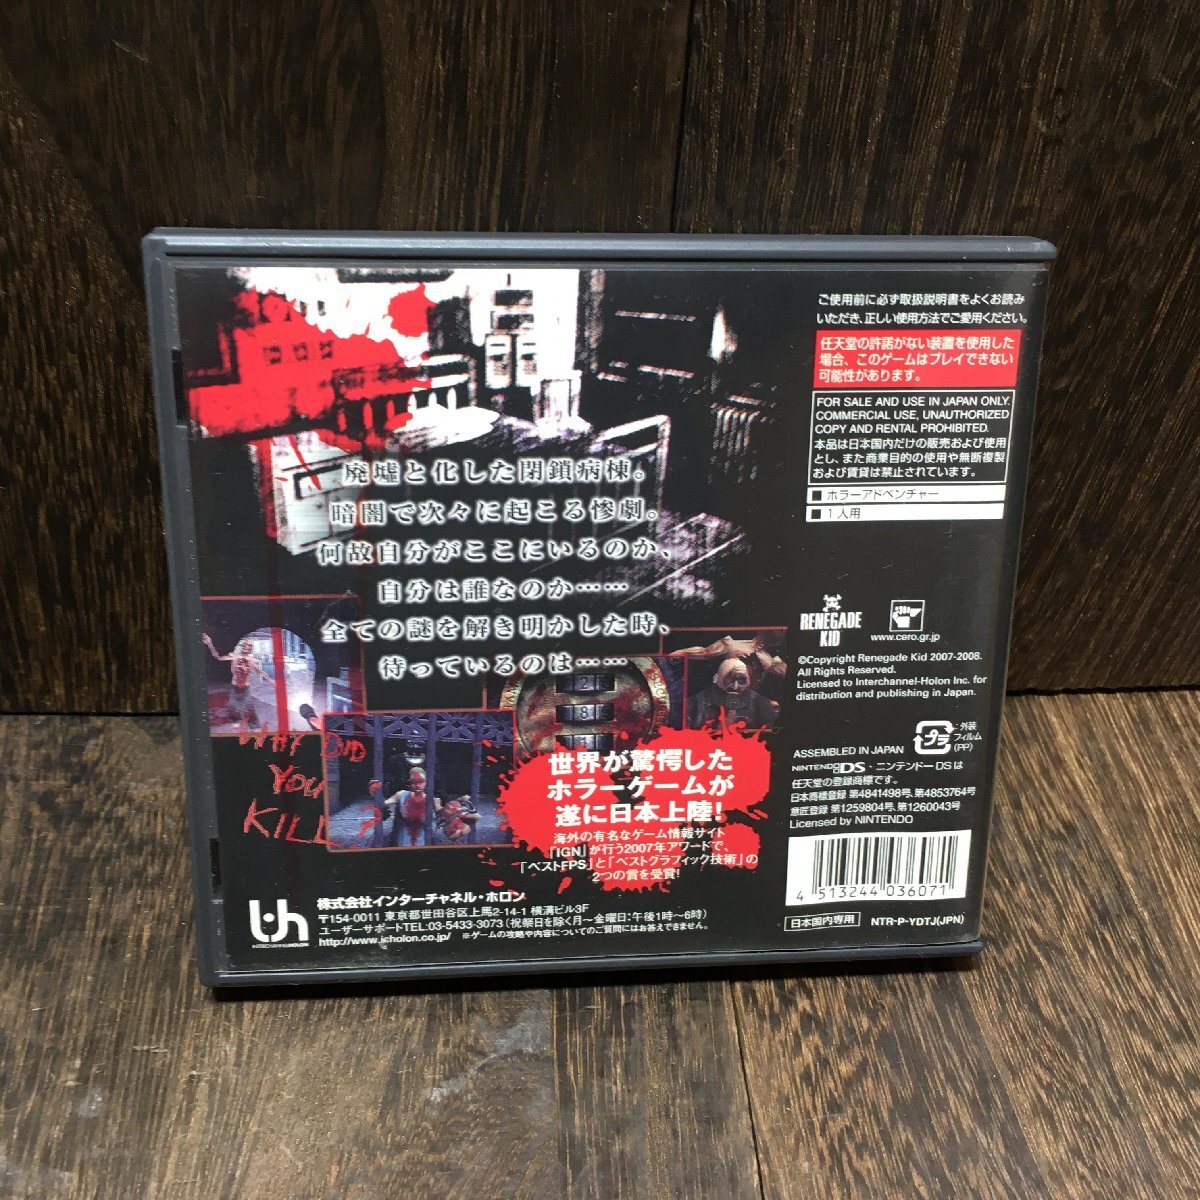 廃墟と化した閉鎖病棟。
暗闇で次々に起こる惨劇。
何故自分がここにいるのか、
自分は誰なのか……
全ての謎を解き明かした時、
待っているのは……
WHY DID
YOU
KILL
世界が驚愕した
ホラーゲームが
遂に日本上陸!
海外の有名なゲーム情報サイト
「IGN」が行う2007年アワードで、
「ベストFPS」と「ベストグラフィック技術」の
2つの賞を受賞!
株式会社インターチャネル・ホロン
〒154-0011 東京都世田谷区上馬2-14-1 横溝ビル3F
ユーザーサポートTEL:03-5433-3073(祝祭日を除く月〜金曜日:午後1時〜6時)
http://www.icholon.co.jp/ ※ゲームの攻略や内容についてのご質問にはお答えできません。
ご使用前に必ず取扱説明書をよくお読み
いただき、正しい使用方法でご愛用ください。
任天堂の許諾がない装置を使用した
場合、このゲームはプレイできない
可能性があります。
FOR SALE AND USE IN JAPAN ONLY.
COMMERCIAL USE, UNAUTHORIZED
COPY AND RENTAL PROHIBITED.
本品は日本国内だけの販売および使用
とし、また商業目的の使用や無断複製
および賃貸は禁止されています。
■ ホラーアドベンチャー
■ 1人用
RENEGADE
KID
www.cero.gr.jp
©Copyright Renegade Kid 2007-2008.
All Rights Reserved.
Licensed to Interchannel-Holon Inc. for
distribution and publishing in Japan.
プラ
:外装
フィルム
(PP)
ASSEMBLED IN JAPAN
NINTENDO DS・ニンテンドーDSは
任天堂の登録商標です。
日本商標登録 第4841498号、第4853764号
意匠登録 第1259804号、第1260043号
Licensed by NINTENDO
4 513244 036071
日本国内専用
NTR-P-YDTJ(JPN)